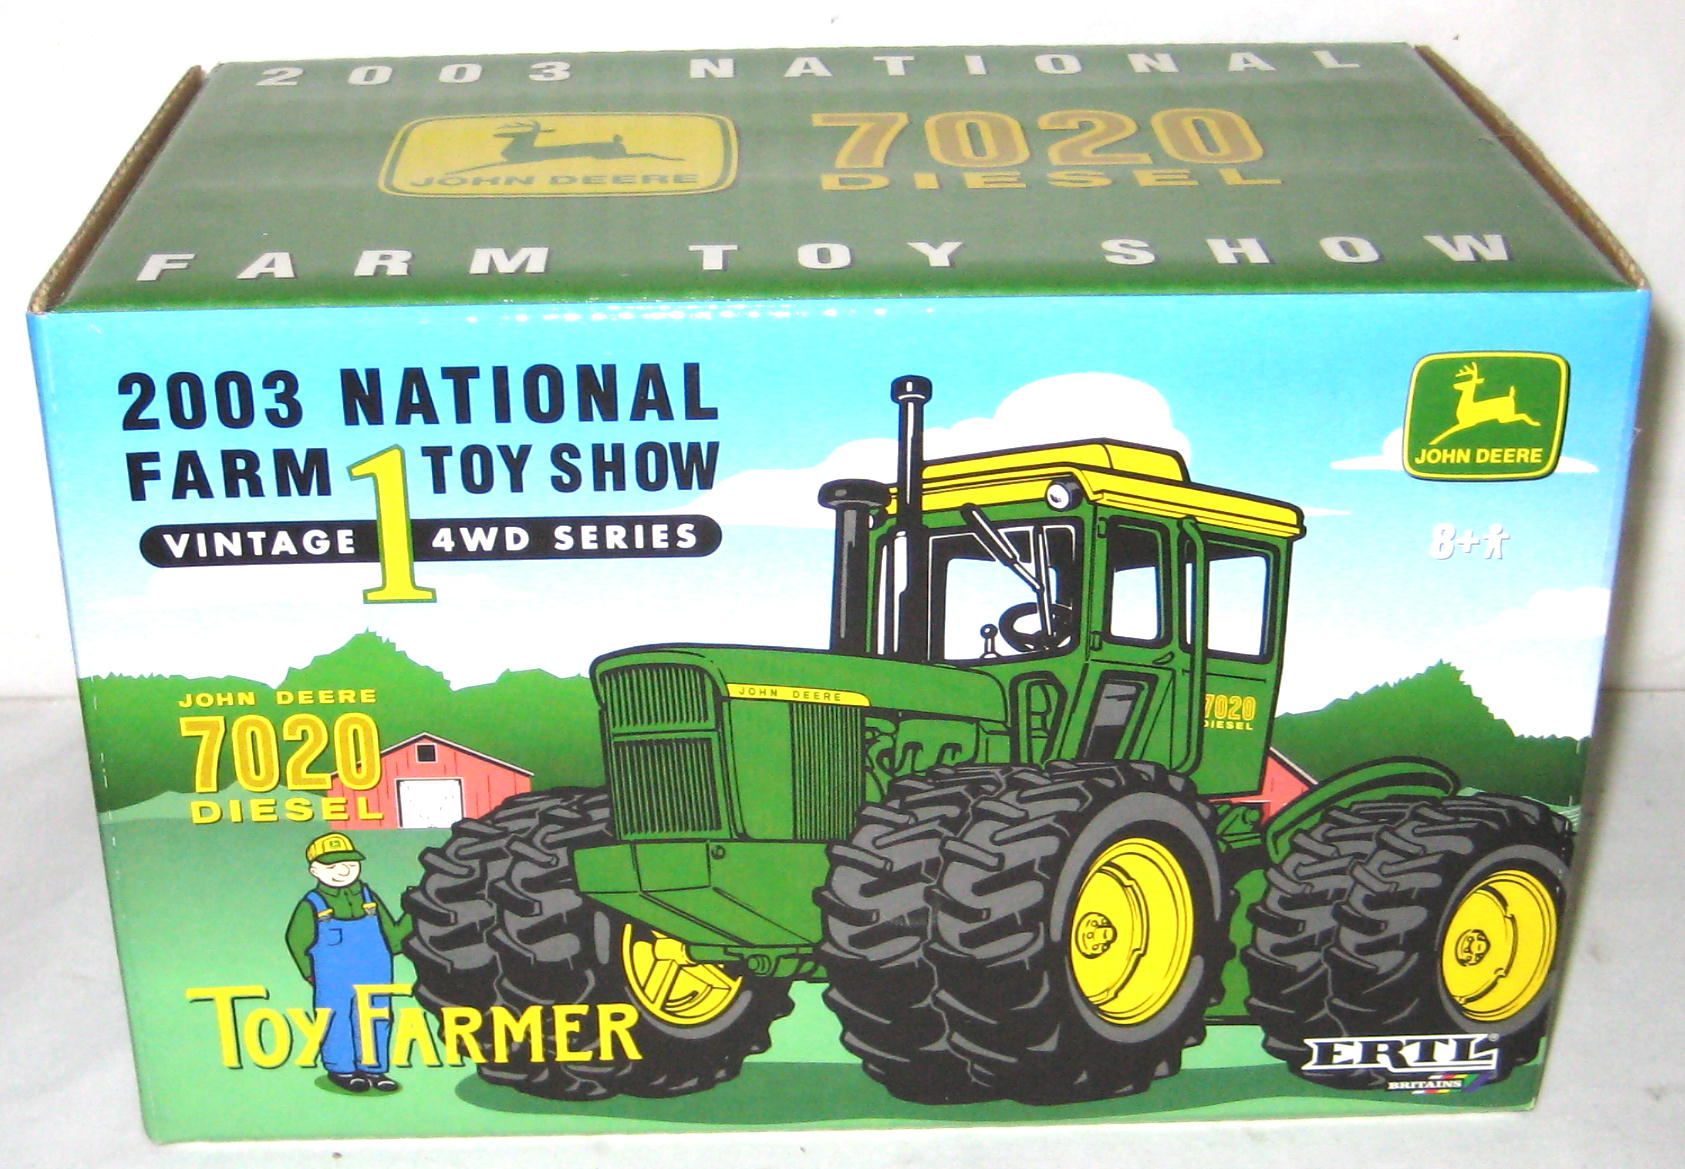 2003 NATIONAL
JOHN DEERE
7020
DIESEL
FARM TOY SHOW
2003 NATIONAL
FARM 1 TOY SHOW
VINTAGE 4WD SERIES
JOHN DEERE
8+
JOHN DEERE
7020
DIESEL
JOHN DEERE
7020
DIESEL
TOY FARMER
ERTL®
BRITAINS